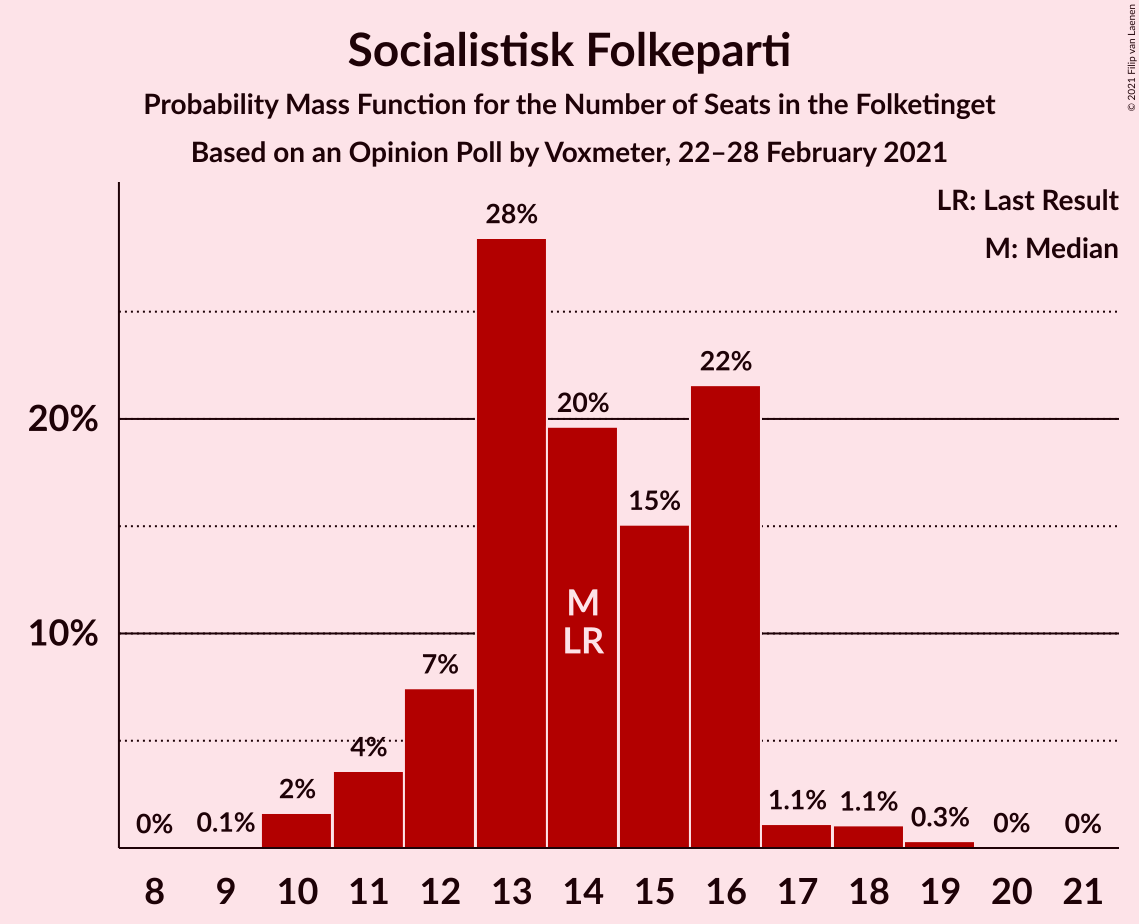 Socialistisk Folkeparti
Probability Mass Function for the Number of Seats in the Folketinget
Based on an Opinion Poll by Voxmeter, 22–28 February 2021
© 2021 Filip van Laenen
LR: Last Result
M: Median
28%
22%
20%
20%
15%
M
LR
10%
7%
4%
2%
1.1%
1.1%
0.3%
0%
0.1%
0%
0%
8 9 10 11 12 13 14 15 16 17 18 19 20 21